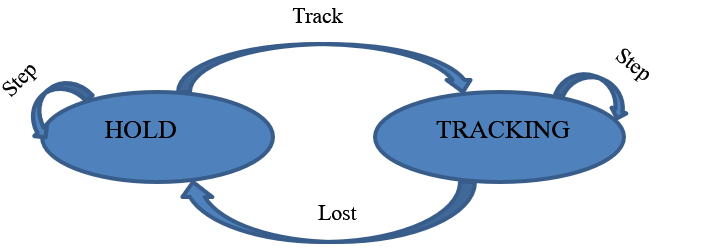 Track
Step
Step
HOLD
TRACKING
Lost